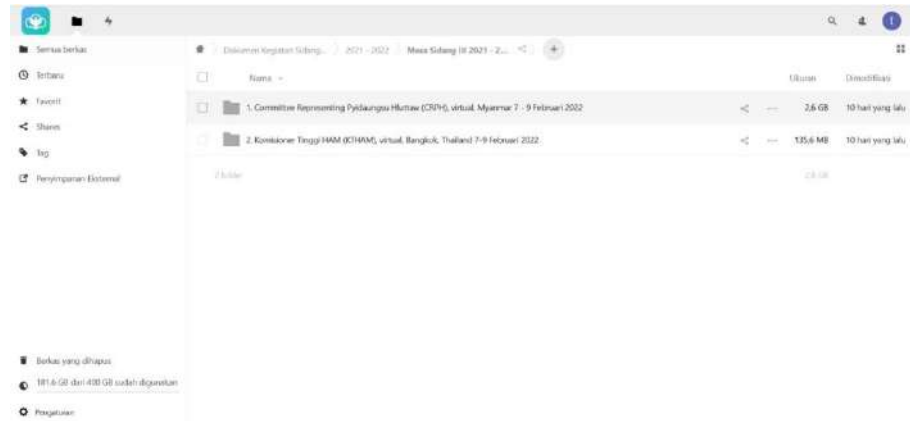 Semua berkas
Terbaru
Favorit
Shares
Tag
Penyimpanan Eksternal
Berkas yang dihapus
181.6 GB dari 400 GB sudah digunakan
Pengaturan
Dokumen Kegiatan Sidang... 2021 - 2022 Masa Sidang III 2021 - 2... +
Nama Ukuran Dimodifikasi
1. Committee Representing Pyidaungsu Hluttaw (CRPH), virtual, Myanmar 7 - 9 Februari 2022 2,6 GB 10 hari yang lalu
2. Komisioner Tinggi HAM (KTHAM), virtual, Bangkok, Thailand 7-9 Februari 2022 135,6 MB 10 hari yang lalu
2 folder